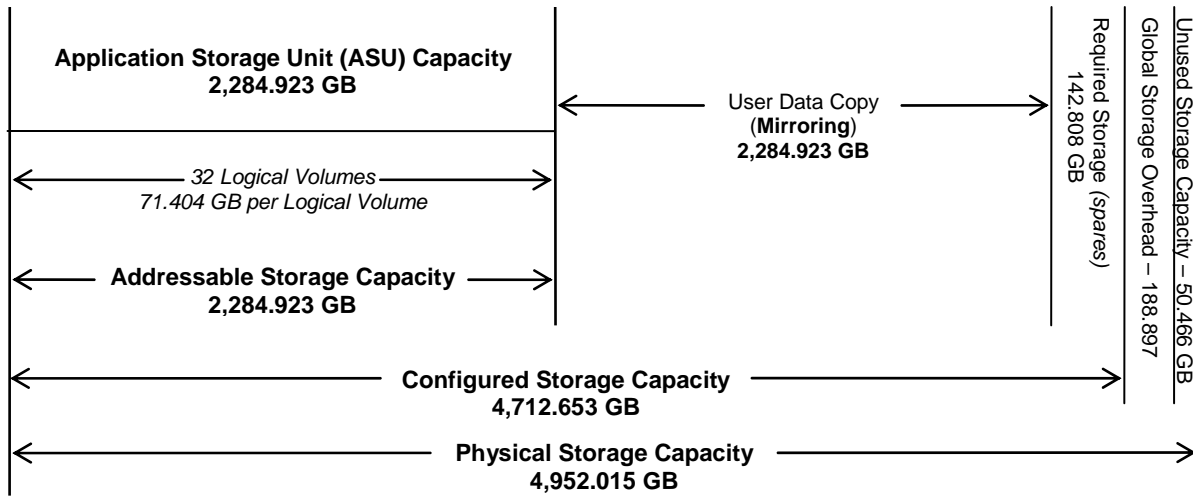 Application Storage Unit (ASU) Capacity
2,284.923 GB
User Data Copy
(Mirroring)
2,284.923 GB
Required Storage (spares)
142.808 GB
Global Storage Overhead – 188.897
Unused Storage Capacity – 50.466 GB
32 Logical Volumes
71.404 GB per Logical Volume
Addressable Storage Capacity
2,284.923 GB
Configured Storage Capacity
4,712.653 GB
Physical Storage Capacity
4,952.015 GB